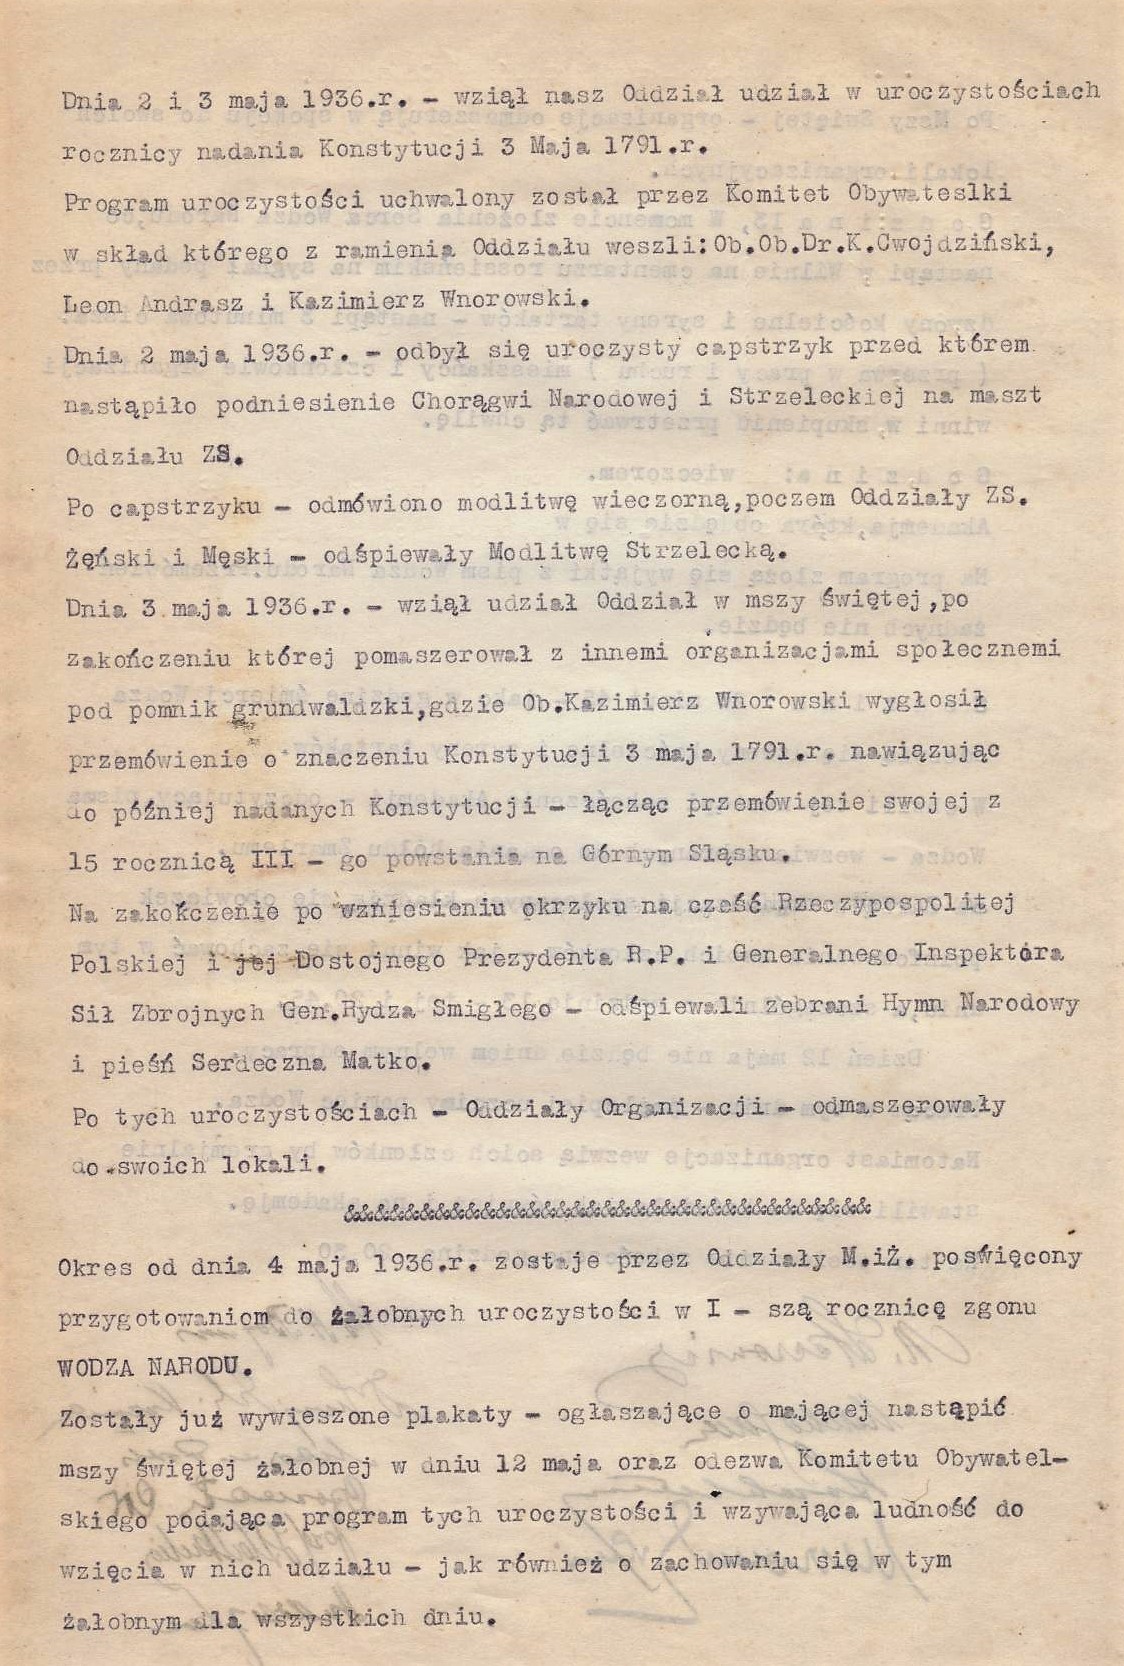 Dnia 2 i 3 maja 1936.r. - wziął nasz Oddział udział w uroczystościach
rocznicy nadania Konstytucji 3 Maja 1791.r.
Program uroczystości uchwalony został przez Komitet Obywateslki
w skład którego z ramienia Oddziału weszli:Ob.Ob.Dr.K.Cwojdziński,
Leon Andrasz i Kazimierz Wnorowski.
Dnia 2 maja 1936.r. - odbył się uroczysty capstrzyk przed którem
nastąpiło podniesienie Chorągwi Narodowej i Strzeleckiej na maszt
Oddziału ZS.
Po capstrzyku - odmówiono modlitwę wieczorną,poczem Oddziały ZS.
Żęński i Męski - odśpiewały Modlitwę Strzelecką.
Dnia 3 maja 1936.r. - wziął udział Oddział w mszy świętej,po
zakończeniu której pomaszerował z innemi organizacjami społecznemi
pod pomnik grundwaldzki,gdzie Ob.Kazimierz Wnorowski wygłosił
przemówienie o znaczeniu Konstytucji 3 maja 1791.r. nawiązując
do później nadanych Konstytucji - łącząc przemówienie swojej z
15 rocznicą III - go powstania na Górnym Sląsku.
Na zakończenie po wzniesieniu okrzyku na cześć Rzeczypospolitej
Polskiej i jej Dostojnego Prezydenta R.P. i Generalnego Inspektora
Sił Zbrojnych Gen.Rydza Smigłego - odśpiewali zebrani Hymn Narodowy
i pieśń Serdeczna Matko.
Po tych uroczystościach - Oddziały Organizacji - odmaszerowały
do swoich lokali.
&&&&&&&&&&&&&&&&&&&&&&&&&&&&&&&&&&&
Okres od dnia 4 maja 1936.r. zostaje przez Oddziały M.iŻ. poświęcony
przygotowaniom do żałobnych uroczystości w I - szą rocznicę zgonu
WODZA NARODU.
Zostały już wywieszone plakaty - ogłaszające o mającej nastąpić
mszy świętej żałobnej w dniu 12 maja oraz odezwa Komitetu Obywatel-
skiego podająca program tych uroczystości i wzywająca ludność do
wzięcia w nich udziału - jak również o zachowaniu się w tym
żałobnym dla wszystkich dniu.